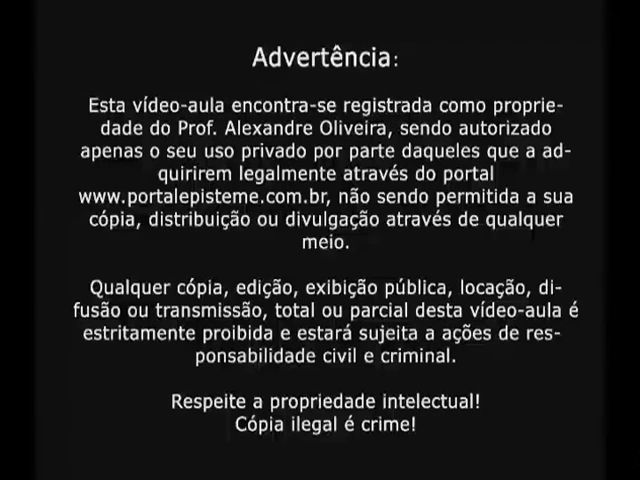 Advertência:
Esta vídeo-aula encontra-se registrada como proprie-
dade do Prof. Alexandre Oliveira, sendo autorizado
apenas o seu uso privado por parte daqueles que a ad-
quirirem legalmente através do portal
www.portalepisteme.com.br, não sendo permitida a sua
cópia, distribuição ou divulgação através de qualquer
meio.
Qualquer cópia, edição, exibição pública, locação, di-
fusão ou transmissão, total ou parcial desta vídeo-aula é
estritamente proibida e estará sujeita a ações de res-
ponsabilidade civil e criminal.
Respeite a propriedade intelectual!
Cópia ilegal é crime!